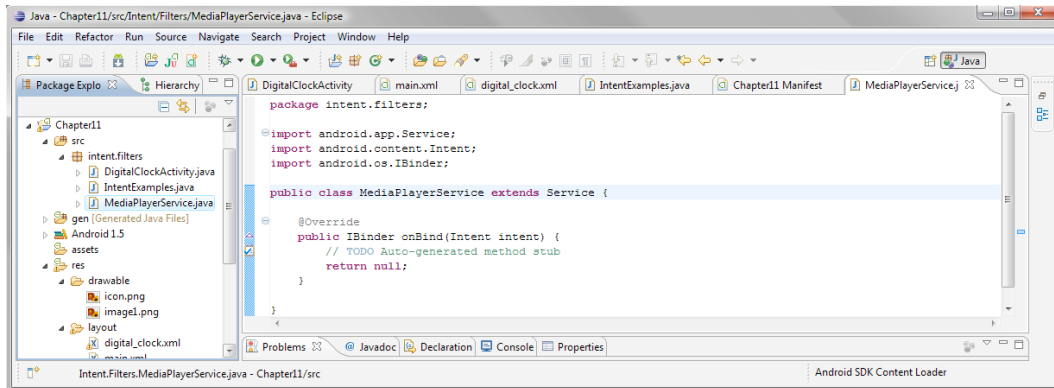 Java - Chapter11/src/Intent/Filters/MediaPlayerService.java - Eclipse
File Edit Refactor Run Source Navigate Search Project Window Help
Java
Package Explo Hierarchy DigitalClockActivity main.xml digital_clock.xml IntentExamples.java Chapter11 Manifest MediaPlayerService.j
package intent.filters;
import android.app.Service;
Chapter11
src
import android.content.Intent;
intent.filters
import android.os.IBinder;
DigitalClockActivity.java
IntentExamples.java
public class MediaPlayerService extends Service {
MediaPlayerService.java
gen [Generated Java Files]
@Override
Android 1.5
public IBinder onBind(Intent intent) {
assets
// TODO Auto-generated method stub
res
return null;
drawable
}
icon.png
image1.png
}
layout
digital_clock.xml
main.xml
Problems @ Javadoc Declaration Console Properties
Intent.Filters.MediaPlayerService.java - Chapter11/src
Android SDK Content Loader